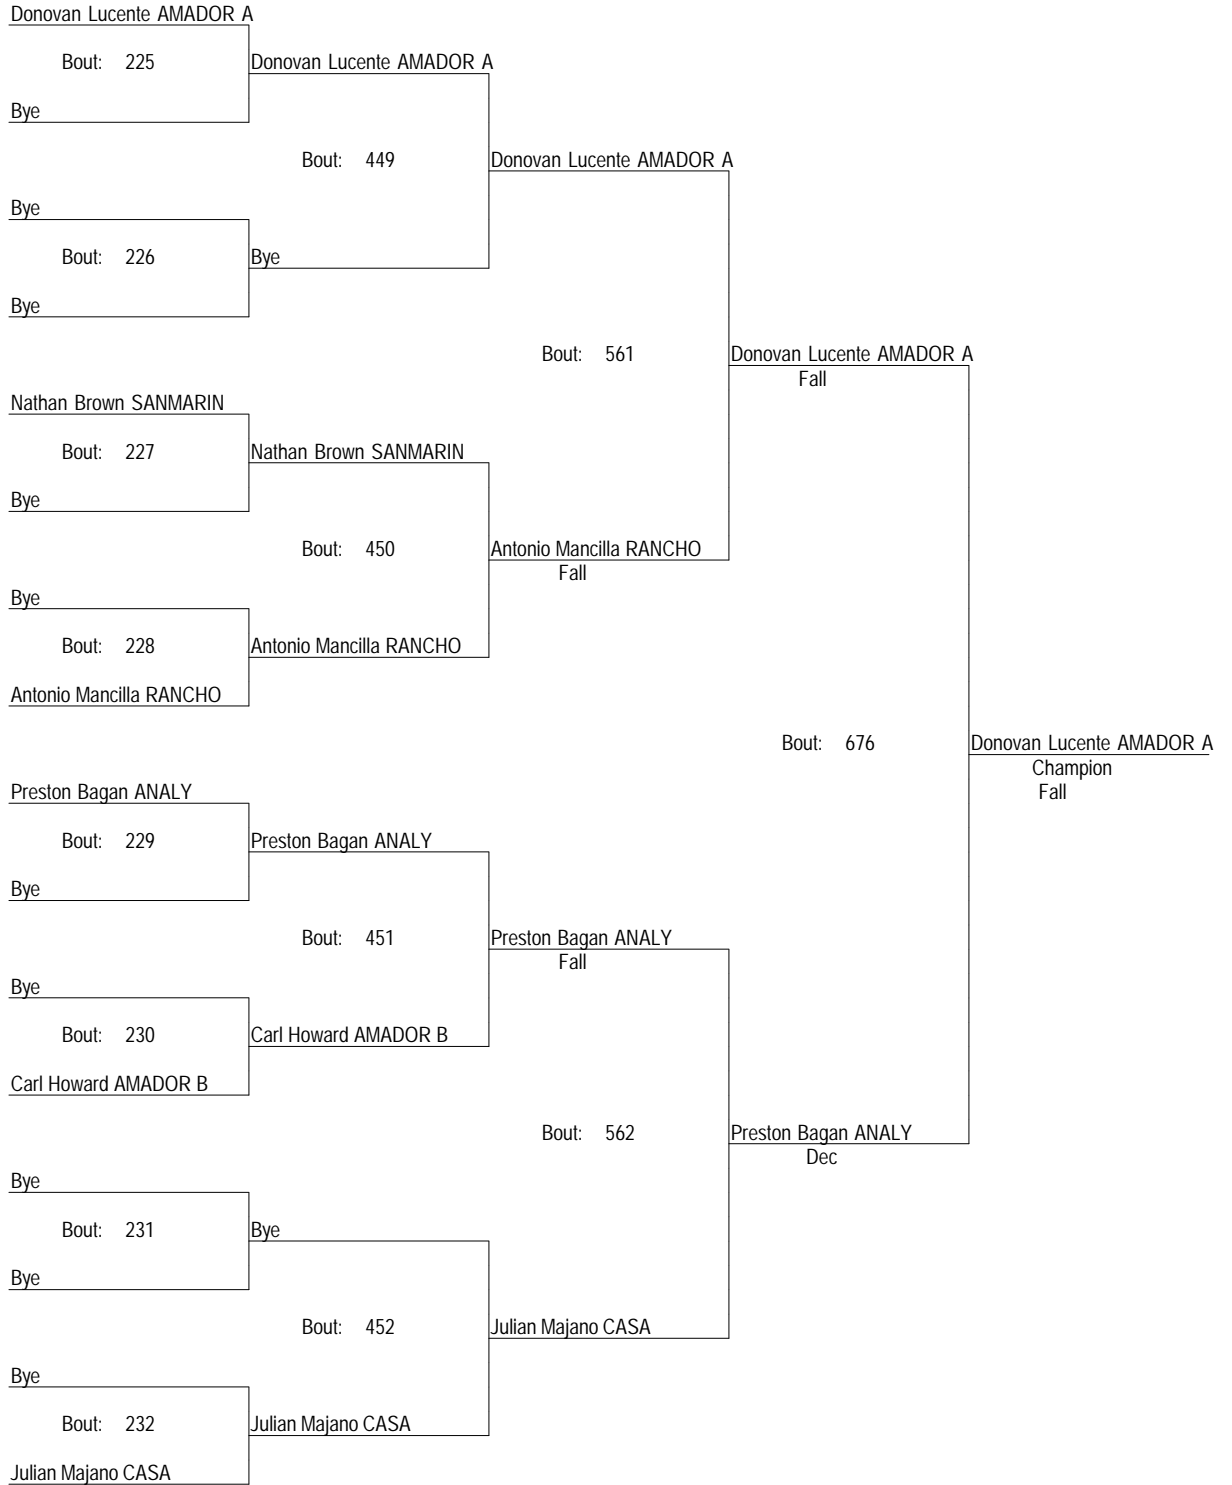 Donovan Lucente AMADOR A
Bout: 225 Donovan Lucente AMADOR A
Bye
Bout: 449 Donovan Lucente AMADOR A
Bye
Bout: 226 Bye
Bye
Bout: 561 Donovan Lucente AMADOR A
Fall
Nathan Brown SANMARIN
Bout: 227 Nathan Brown SANMARIN
Bye
Bout: 450 Antonio Mancilla RANCHO
Fall
Bye
Bout: 228 Antonio Mancilla RANCHO
Antonio Mancilla RANCHO
Bout: 676 Donovan Lucente AMADOR A
Champion
Fall
Preston Bagan ANALY
Bout: 229 Preston Bagan ANALY
Bye
Bout: 451 Preston Bagan ANALY
Fall
Bye
Bout: 230 Carl Howard AMADOR B
Carl Howard AMADOR B
Bout: 562 Preston Bagan ANALY
Dec
Bye
Bout: 231 Bye
Bye
Bout: 452 Julian Majano CASA
Bye
Bout: 232 Julian Majano CASA
Julian Majano CASA